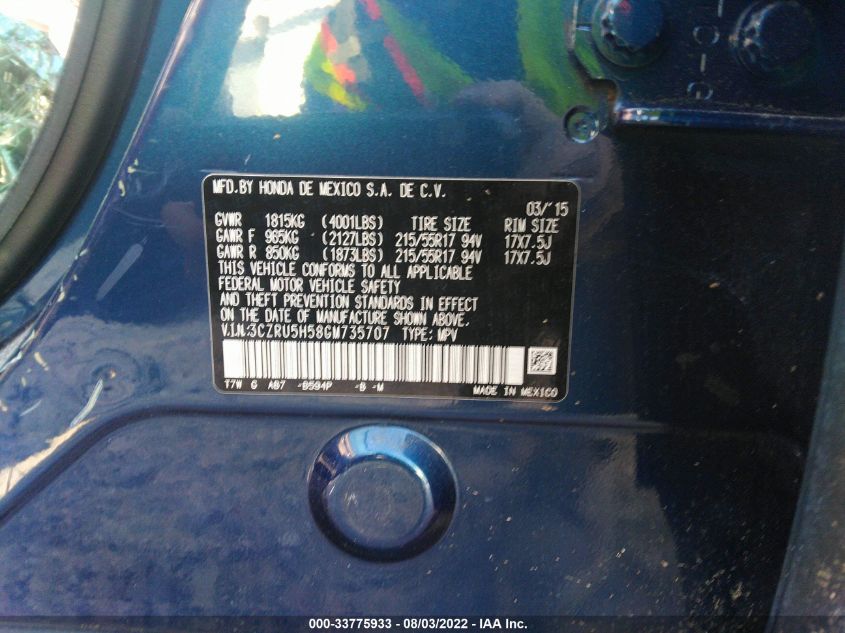 MFD.BY HONDA DE MEXICO S.A. DE C.V.
03/'15
GVWR 1815KG (4001LBS) TIRE SIZE RIM SIZE
GAWR F 965KG (2127LBS) 215/55R17 94V 17X7.5J
GAWR R 850KG (1873LBS) 215/55R17 94V 17X7.5J
THIS VEHICLE CONFORMS TO ALL APPLICABLE
FEDERAL MOTOR VEHICLE SAFETY
AND THEFT PREVENTION STANDARDS IN EFFECT
ON THE DATE OF MANUFACTURE SHOWN ABOVE.
V.I.N:3CZRU5H58GM735707 TYPE: MPV
T7W G AB7 -B594P -B -M MADE IN MEXICO
000-33775933 - 08/03/2022 - IAA Inc.